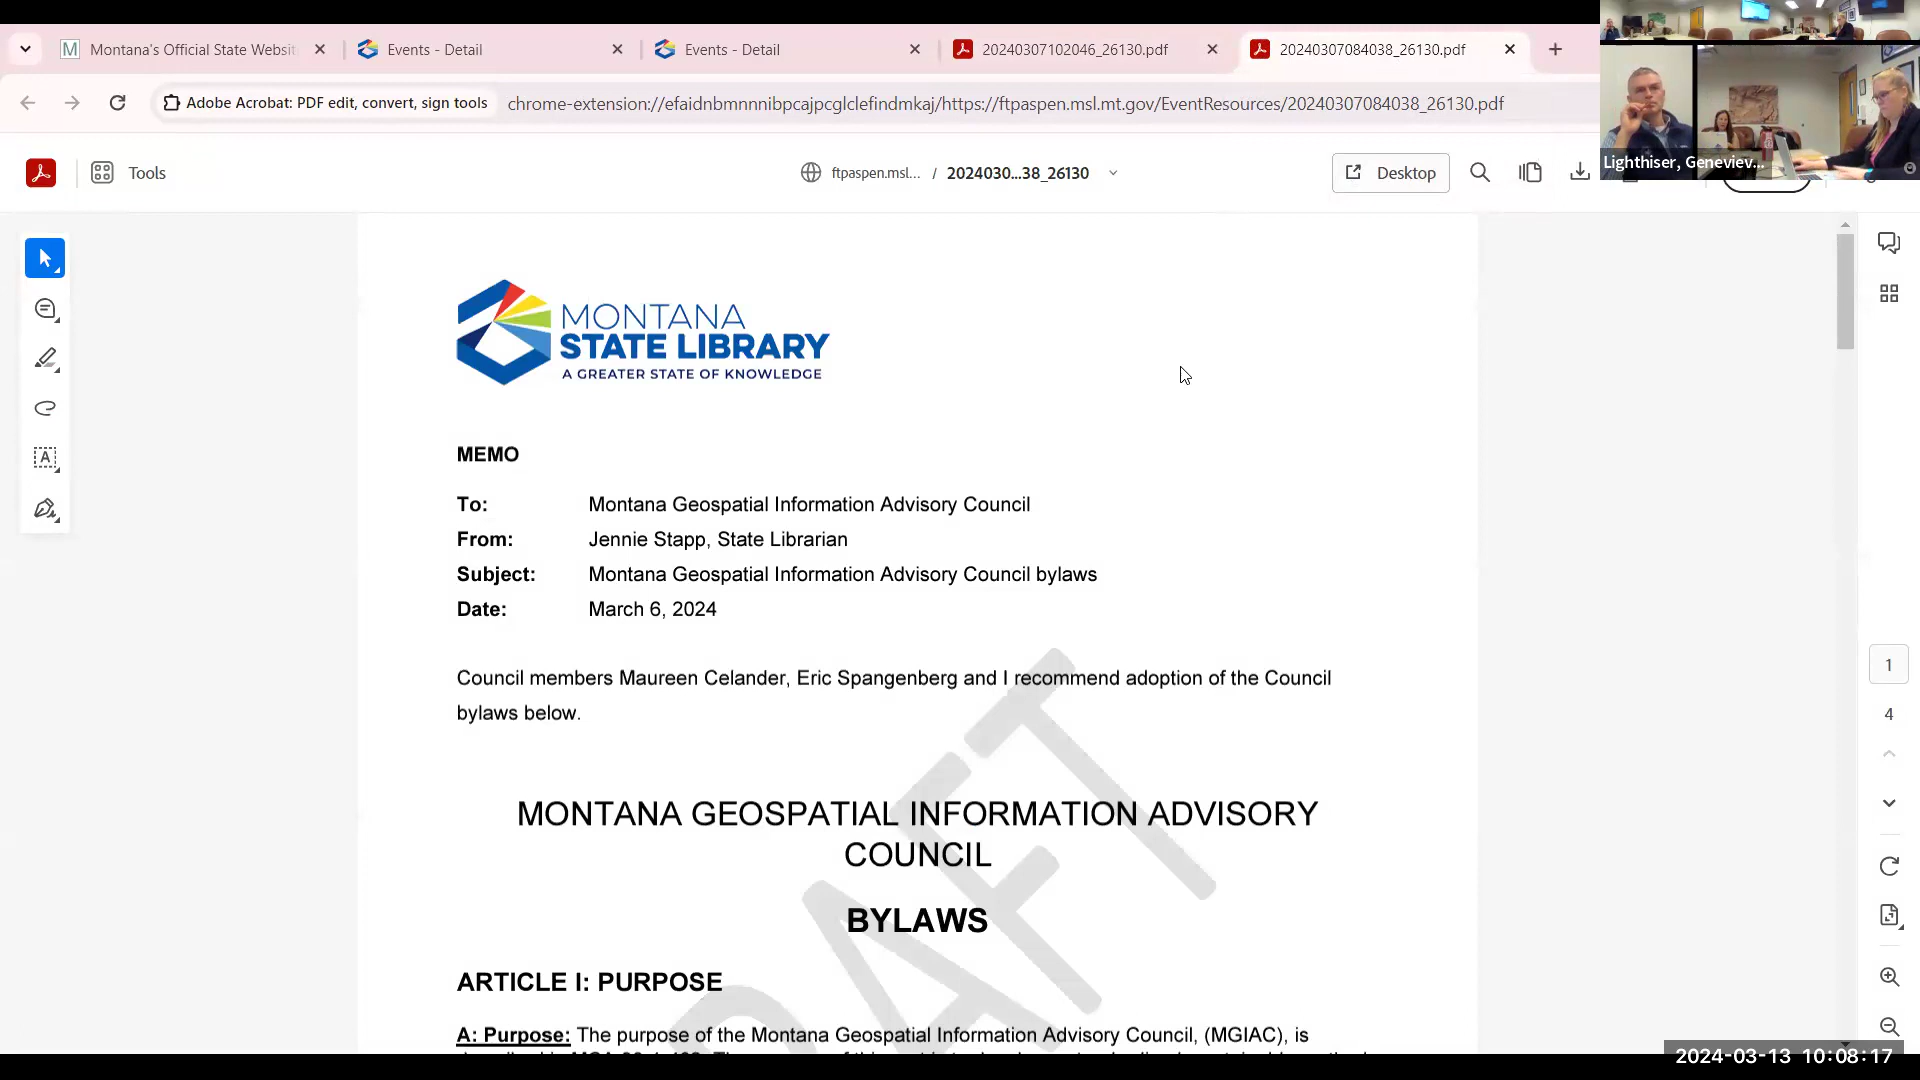 Montana's Official State Websit
Events - Detail
Events - Detail
20240307102046_26130.pdf
20240307084038_26130.pdf
Adobe Acrobat: PDF edit, convert, sign tools
chrome-extension://efaidnbmnnnibpcajpcglclefindmkaj/https://ftpaspen.msl.mt.gov/EventResources/20240307084038_26130.pdf
Lighthiser, Geneviev...
Tools
ftpaspen.msl... / 2024030...38_26130
Desktop
MONTANA
STATE LIBRARY
A GREATER STATE OF KNOWLEDGE
MEMO
To: Montana Geospatial Information Advisory Council
From: Jennie Stapp, State Librarian
Subject: Montana Geospatial Information Advisory Council bylaws
Date: March 6, 2024
Council members Maureen Celander, Eric Spangenberg and I recommend adoption of the Council
bylaws below.
MONTANA GEOSPATIAL INFORMATION ADVISORY
COUNCIL
BYLAWS
ARTICLE I: PURPOSE
A: Purpose: The purpose of the Montana Geospatial Information Advisory Council, (MGIAC), is
DRAFT
1
4
2024-03-13 10:08:17